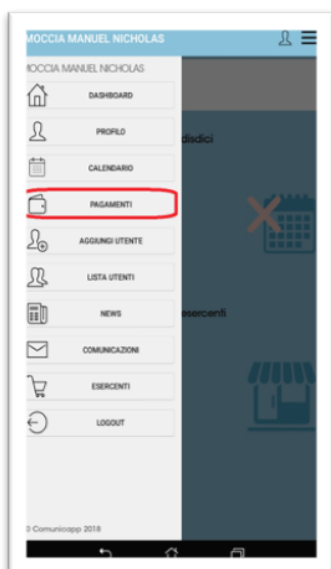 MOCCIA MANUEL NICHOLAS
MOCCIA MANUEL NICHOLAS
DASHBOARD
PROFILO
disdici
CALENDARIO
PAGAMENTI
AGGIUNGI UTENTE
LISTA UTENTI
NEWS
esercenti
COMUNICAZIONI
ESERCENTI
LOGOUT
© Comunicapp 2018